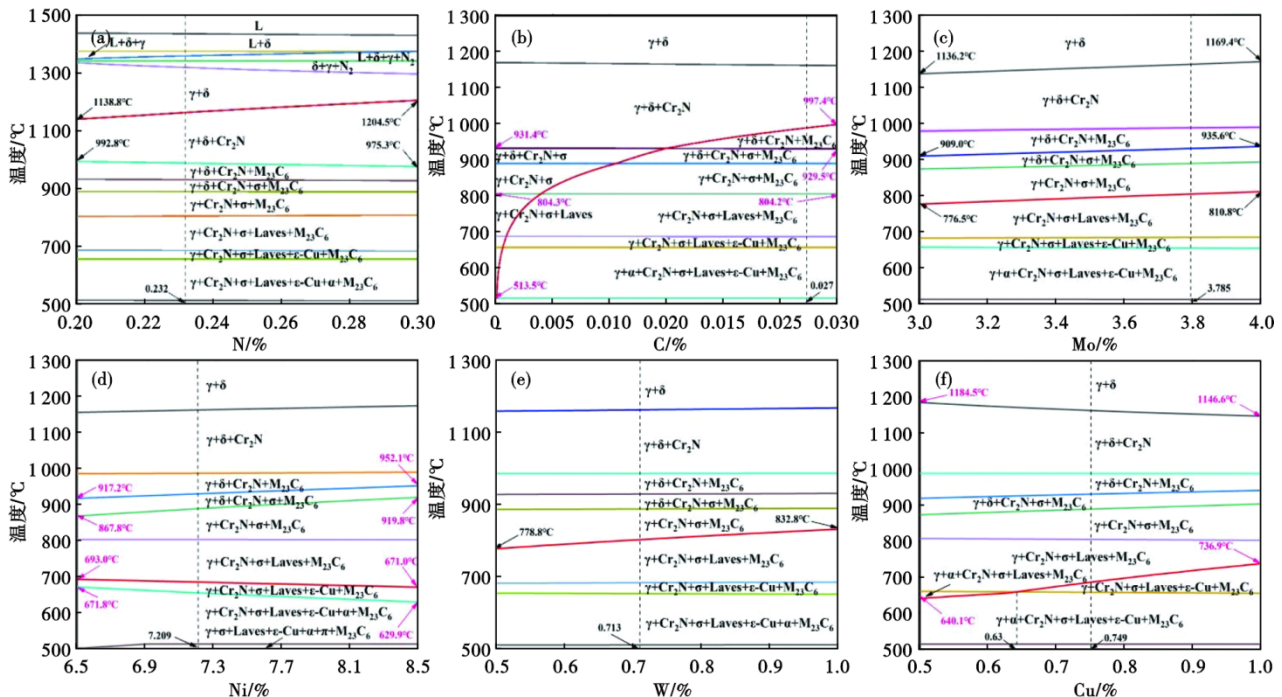 (a)
1 500
1 300
1 100
900
700
500
温度/℃
L
L+δ+γ
L+δ
L+δ+γ+N₂
δ+γ+N₂
γ+δ
1138.8℃
1204.5℃
γ+δ+Cr₂N
992.8℃
975.3℃
γ+δ+Cr₂N+M₂₃C₆
γ+δ+Cr₂N+σ+M₂₃C₆
γ+Cr₂N+σ+M₂₃C₆
γ+Cr₂N+σ+Laves+M₂₃C₆
γ+Cr₂N+σ+Laves+ε-Cu+M₂₃C₆
γ+Cr₂N+σ+Laves+ε-Cu+α+M₂₃C₆
0.232
0.20 0.22 0.24 0.26 0.28 0.30
N/%
(b)
1 300
1 200
1 100
1 000
900
800
700
600
500
温度/℃
γ+δ
γ+δ+Cr₂N
997.4℃
931.4℃
γ+δ+Cr₂N+M₂₃C₆
γ+δ+Cr₂N+σ
γ+δ+Cr₂N+σ+M₂₃C₆
929.5℃
γ+Cr₂N+σ
γ+Cr₂N+σ+M₂₃C₆
804.3℃
804.2℃
γ+Cr₂N+σ+Laves
γ+Cr₂N+σ+Laves+M₂₃C₆
γ+Cr₂N+σ+Laves+ε-Cu+M₂₃C₆
γ+α+Cr₂N+σ+Laves+ε-Cu+M₂₃C₆
513.5℃
0.027
0 0.005 0.010 0.020 0.025 0.030
C/%
(c)
1 300
1 200
1 100
1 000
900
800
700
600
500
温度/℃
γ+δ
1136.2℃
1169.4℃
γ+δ+Cr₂N
γ+δ+Cr₂N+M₂₃C₆
909.0℃
935.6℃
γ+δ+Cr₂N+σ+M₂₃C₆
γ+Cr₂N+σ+M₂₃C₆
776.5℃
810.8℃
γ+Cr₂N+σ+Laves+M₂₃C₆
γ+Cr₂N+σ+Laves+ε-Cu+M₂₃C₆
γ+α+Cr₂N+σ+Laves+ε-Cu+M₂₃C₆
3.785
3.0 3.2 3.4 3.6 3.8 4.0
Mo/%
(d)
1 300
1 200
1 100
1 000
900
800
700
600
500
温度/℃
γ+δ
γ+δ+Cr₂N
952.1℃
917.2℃
γ+δ+Cr₂N+M₂₃C₆
γ+δ+Cr₂N+σ+M₂₃C₆
867.8℃
919.8℃
γ+Cr₂N+σ+M₂₃C₆
693.0℃
γ+Cr₂N+σ+Laves+M₂₃C₆
671.0℃
671.8℃
γ+Cr₂N+σ+Laves+ε-Cu+M₂₃C₆
γ+Cr₂N+σ+Laves+ε-Cu+α+M₂₃C₆
629.9℃
γ+σ+Laves+ε-Cu+α+π+M₂₃C₆
7.209
6.5 6.9 7.3 7.7 8.1 8.5
Ni/%
(e)
1 300
1 200
1 100
1 000
900
800
700
600
500
温度/℃
γ+δ
γ+δ+Cr₂N
γ+δ+Cr₂N+M₂₃C₆
γ+δ+Cr₂N+σ+M₂₃C₆
γ+Cr₂N+σ+M₂₃C₆
778.8℃
832.8℃
γ+Cr₂N+σ+Laves+M₂₃C₆
γ+Cr₂N+σ+Laves+ε-Cu+M₂₃C₆
γ+Cr₂N+σ+Laves+ε-Cu+α+M₂₃C₆
0.713
0.5 0.6 0.7 0.8 0.9 1.0
W/%
(f)
1 300
1 200
1 100
1 000
900
800
700
600
500
温度/℃
γ+δ
1184.5℃
1146.6℃
γ+δ+Cr₂N
γ+δ+Cr₂N+M₂₃C₆
γ+δ+Cr₂N+σ+M₂₃C₆
γ+Cr₂N+σ+M₂₃C₆
γ+Cr₂N+σ+Laves+M₂₃C₆
736.9℃
γ+α+Cr₂N+σ+Laves+M₂₃C₆
γ+Cr₂N+σ+Laves+ε-Cu+M₂₃C₆
640.1℃
γ+α+Cr₂N+σ+Laves+ε-Cu+M₂₃C₆
0.63
0.749
0.5 0.6 0.7 0.8 0.9 1.0
Cu/%